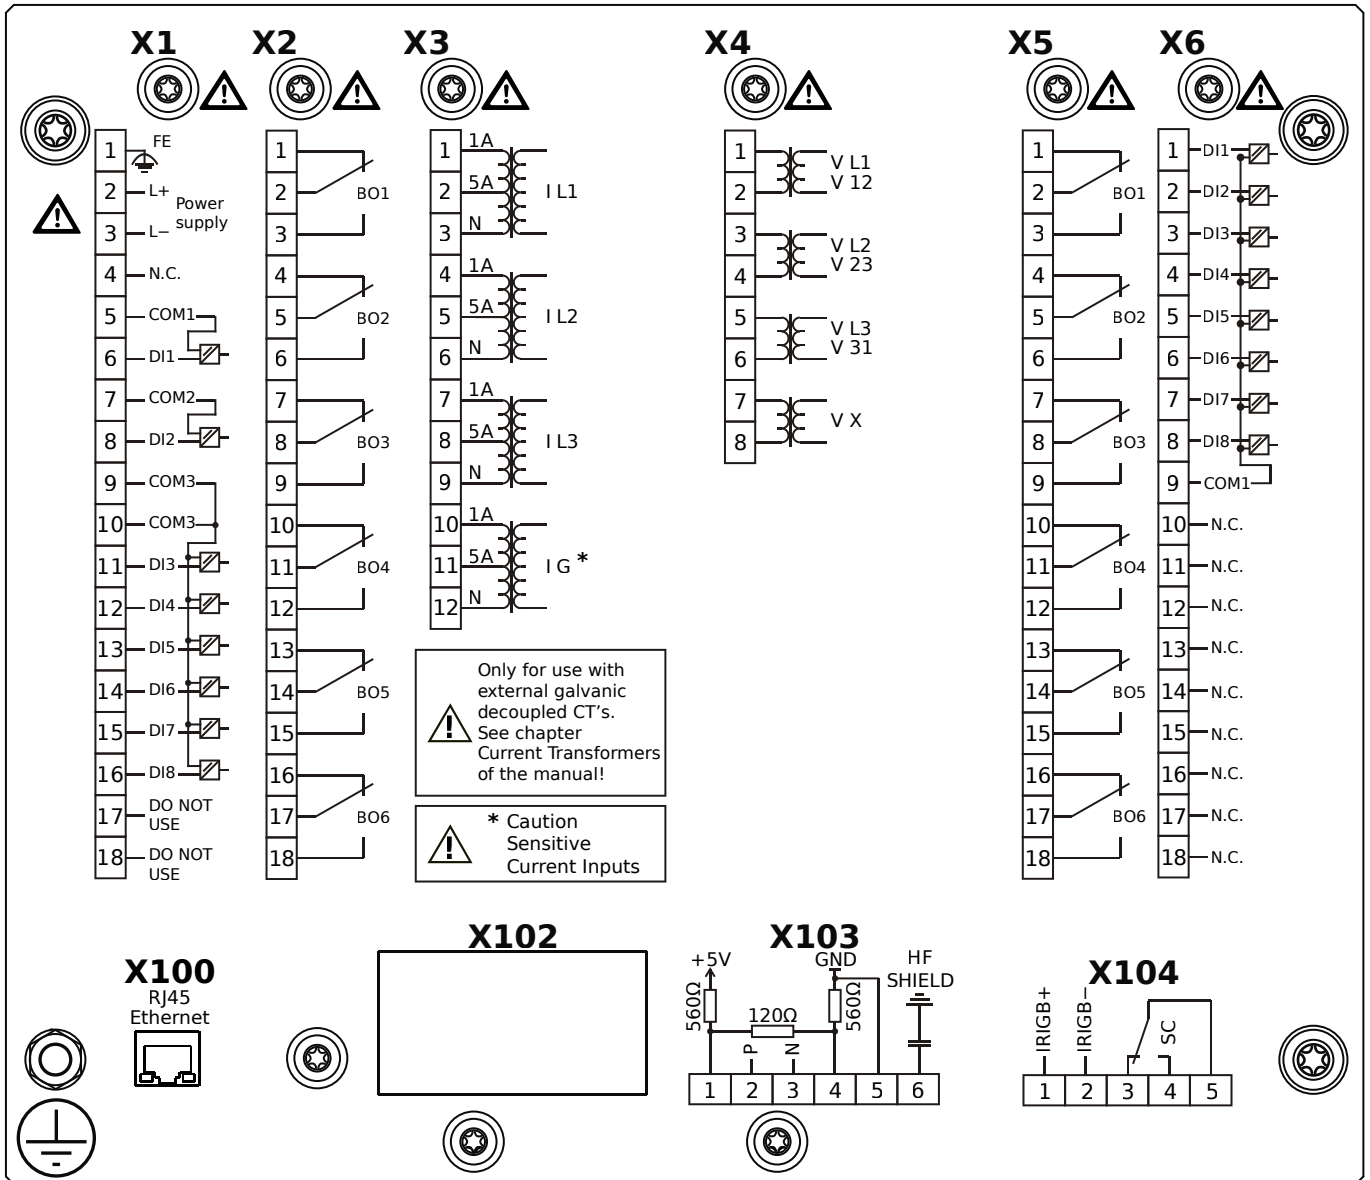 X1
X2
X3
X4
X5
X6
1 FE
2 L+ Power
supply
3 L−
4 N.C.
5 COM1
6 DI1
7 COM2
8 DI2
9 COM3
10 COM3
11 DI3
12 DI4
13 DI5
14 DI6
15 DI7
16 DI8
17 DO NOT
USE
18 DO NOT
USE
1
2 BO1
3
4
5 BO2
6
7
8 BO3
9
10
11 BO4
12
13
14 BO5
15
16
17 BO6
18
1 1A
2 5A I L1
3 N
4 1A
5 5A I L2
6 N
7 1A
8 5A I L3
9 N
10 1A
11 5A I G *
12 N
Only for use with
external galvanic
decoupled CT's.
See chapter
Current Transformers
of the manual!
* Caution
Sensitive
Current Inputs
1 V L1
2 V 12
3 V L2
4 V 23
5 V L3
6 V 31
7 V X
8
1
2 BO1
3
4
5 BO2
6
7
8 BO3
9
10
11 BO4
12
13
14 BO5
15
16
17 BO6
18
1 DI1
2 DI2
3 DI3
4 DI4
5 DI5
6 DI6
7 DI7
8 DI8
9 COM1
10 N.C.
11 N.C.
12 N.C.
13 N.C.
14 N.C.
15 N.C.
16 N.C.
17 N.C.
18 N.C.
X100
RJ45
Ethernet
X102
X103
+5V GND HF
SHIELD
560Ω 120Ω 560Ω
P N
1 2 3 4 5 6
X104
IRIGB+ IRIGB− SC
1 2 3 4 5